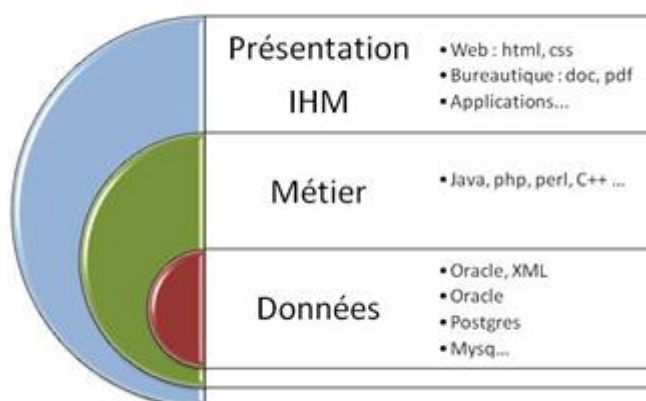 Présentation
IHM
• Web : html, css
• Bureautique : doc, pdf
• Applications...
Métier
• Java, php, perl, C++ ...
Données
• Oracle, XML
• Oracle
• Postgres
• Mysq...